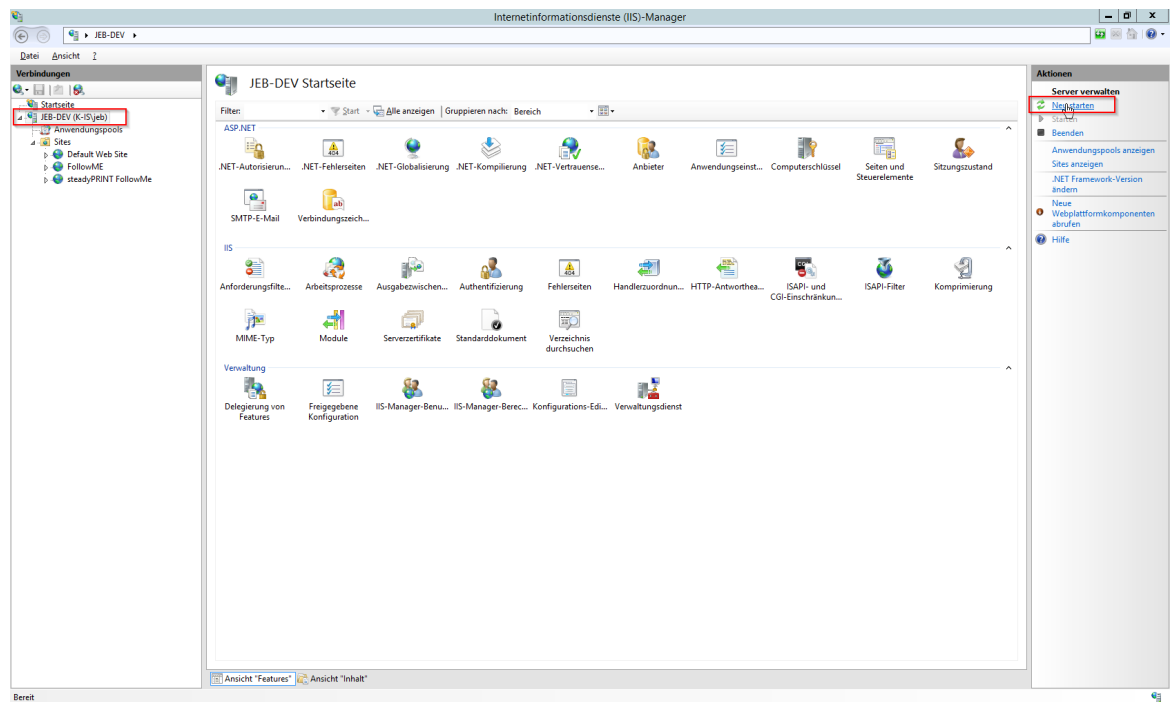 Internetinformationsdienste (IIS)-Manager
JEB-DEV
Datei Ansicht ?
Verbindungen
Startseite
JEB-DEV (K-IS\jeb)
Anwendungspools
Sites
Default Web Site
FollowME
steadyPRINT FollowMe
JEB-DEV Startseite
Filter: Start Alle anzeigen Gruppieren nach: Bereich
ASP.NET
.NET-Autorisierun... .NET-Fehlerseiten .NET-Globalisierung .NET-Kompilierung .NET-Vertrauense... Anbieter Anwendungseinst... Computerschlüssel Seiten und Sitzungszustand
Steuerelemente
SMTP-E-Mail Verbindungszeich...
IIS
Anforderungsfilte... Arbeitsprozesse Ausgabezwischen... Authentifizierung Fehlerseiten Handlerzuordnun... HTTP-Antworthea... ISAPI- und ISAPI-Filter Komprimierung
CGI-Einschränkun...
MIME-Typ Module Serverzertifikate Standarddokument Verzeichnis
durchsuchen
Verwaltung
Delegierung von Freigegebene IIS-Manager-Benu... IIS-Manager-Berec... Konfigurations-Edi... Verwaltungsdienst
Features Konfiguration
Ansicht "Features" Ansicht "Inhalt"
Aktionen
Server verwalten
Neu starten
Starten
Beenden
Anwendungspools anzeigen
Sites anzeigen
.NET Framework-Version
ändern
Neue
Webplattformkomponenten
abrufen
Hilfe
Bereit